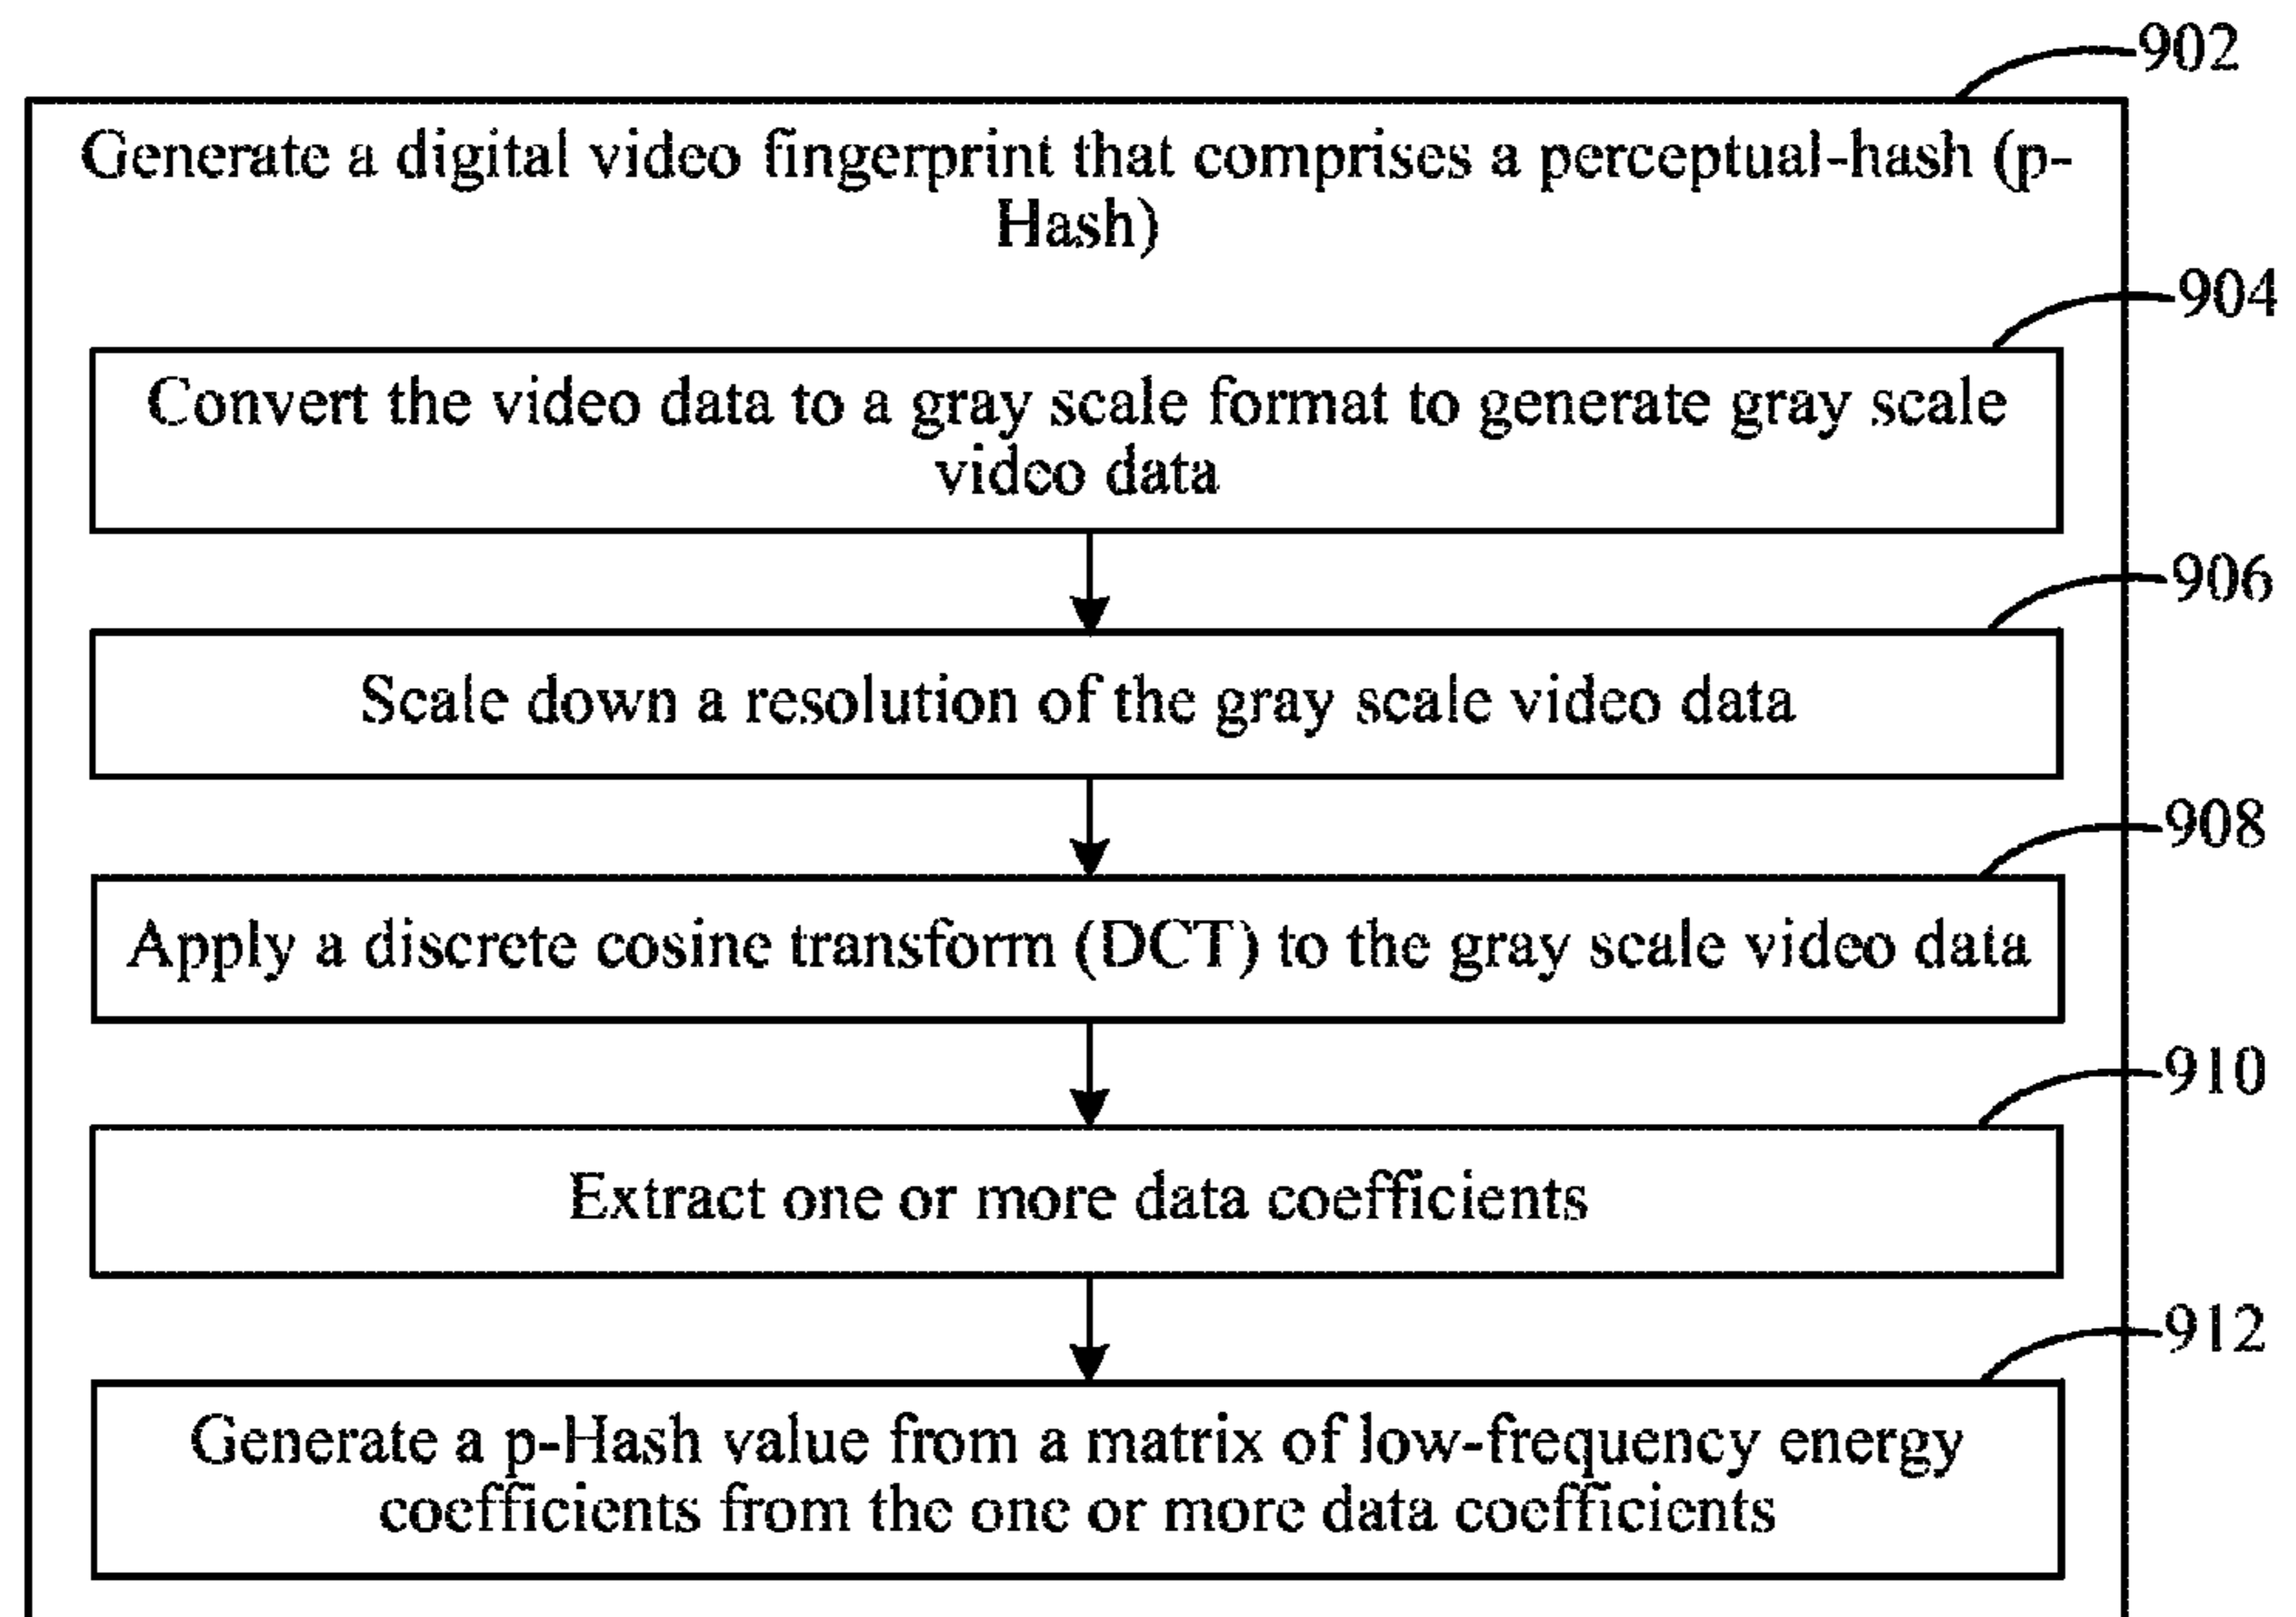 902
Generate a digital video fingerprint that comprises a perceptual-hash (p-
Hash)
904
Convert the video data to a gray scale format to generate gray scale
video data
906
Scale down a resolution of the gray scale video data
908
Apply a discrete cosine transform (DCT) to the gray scale video data
910
Extract one or more data coefficients
912
Generate a p-Hash value from a matrix of low-frequency energy
coefficients from the one or more data coefficients